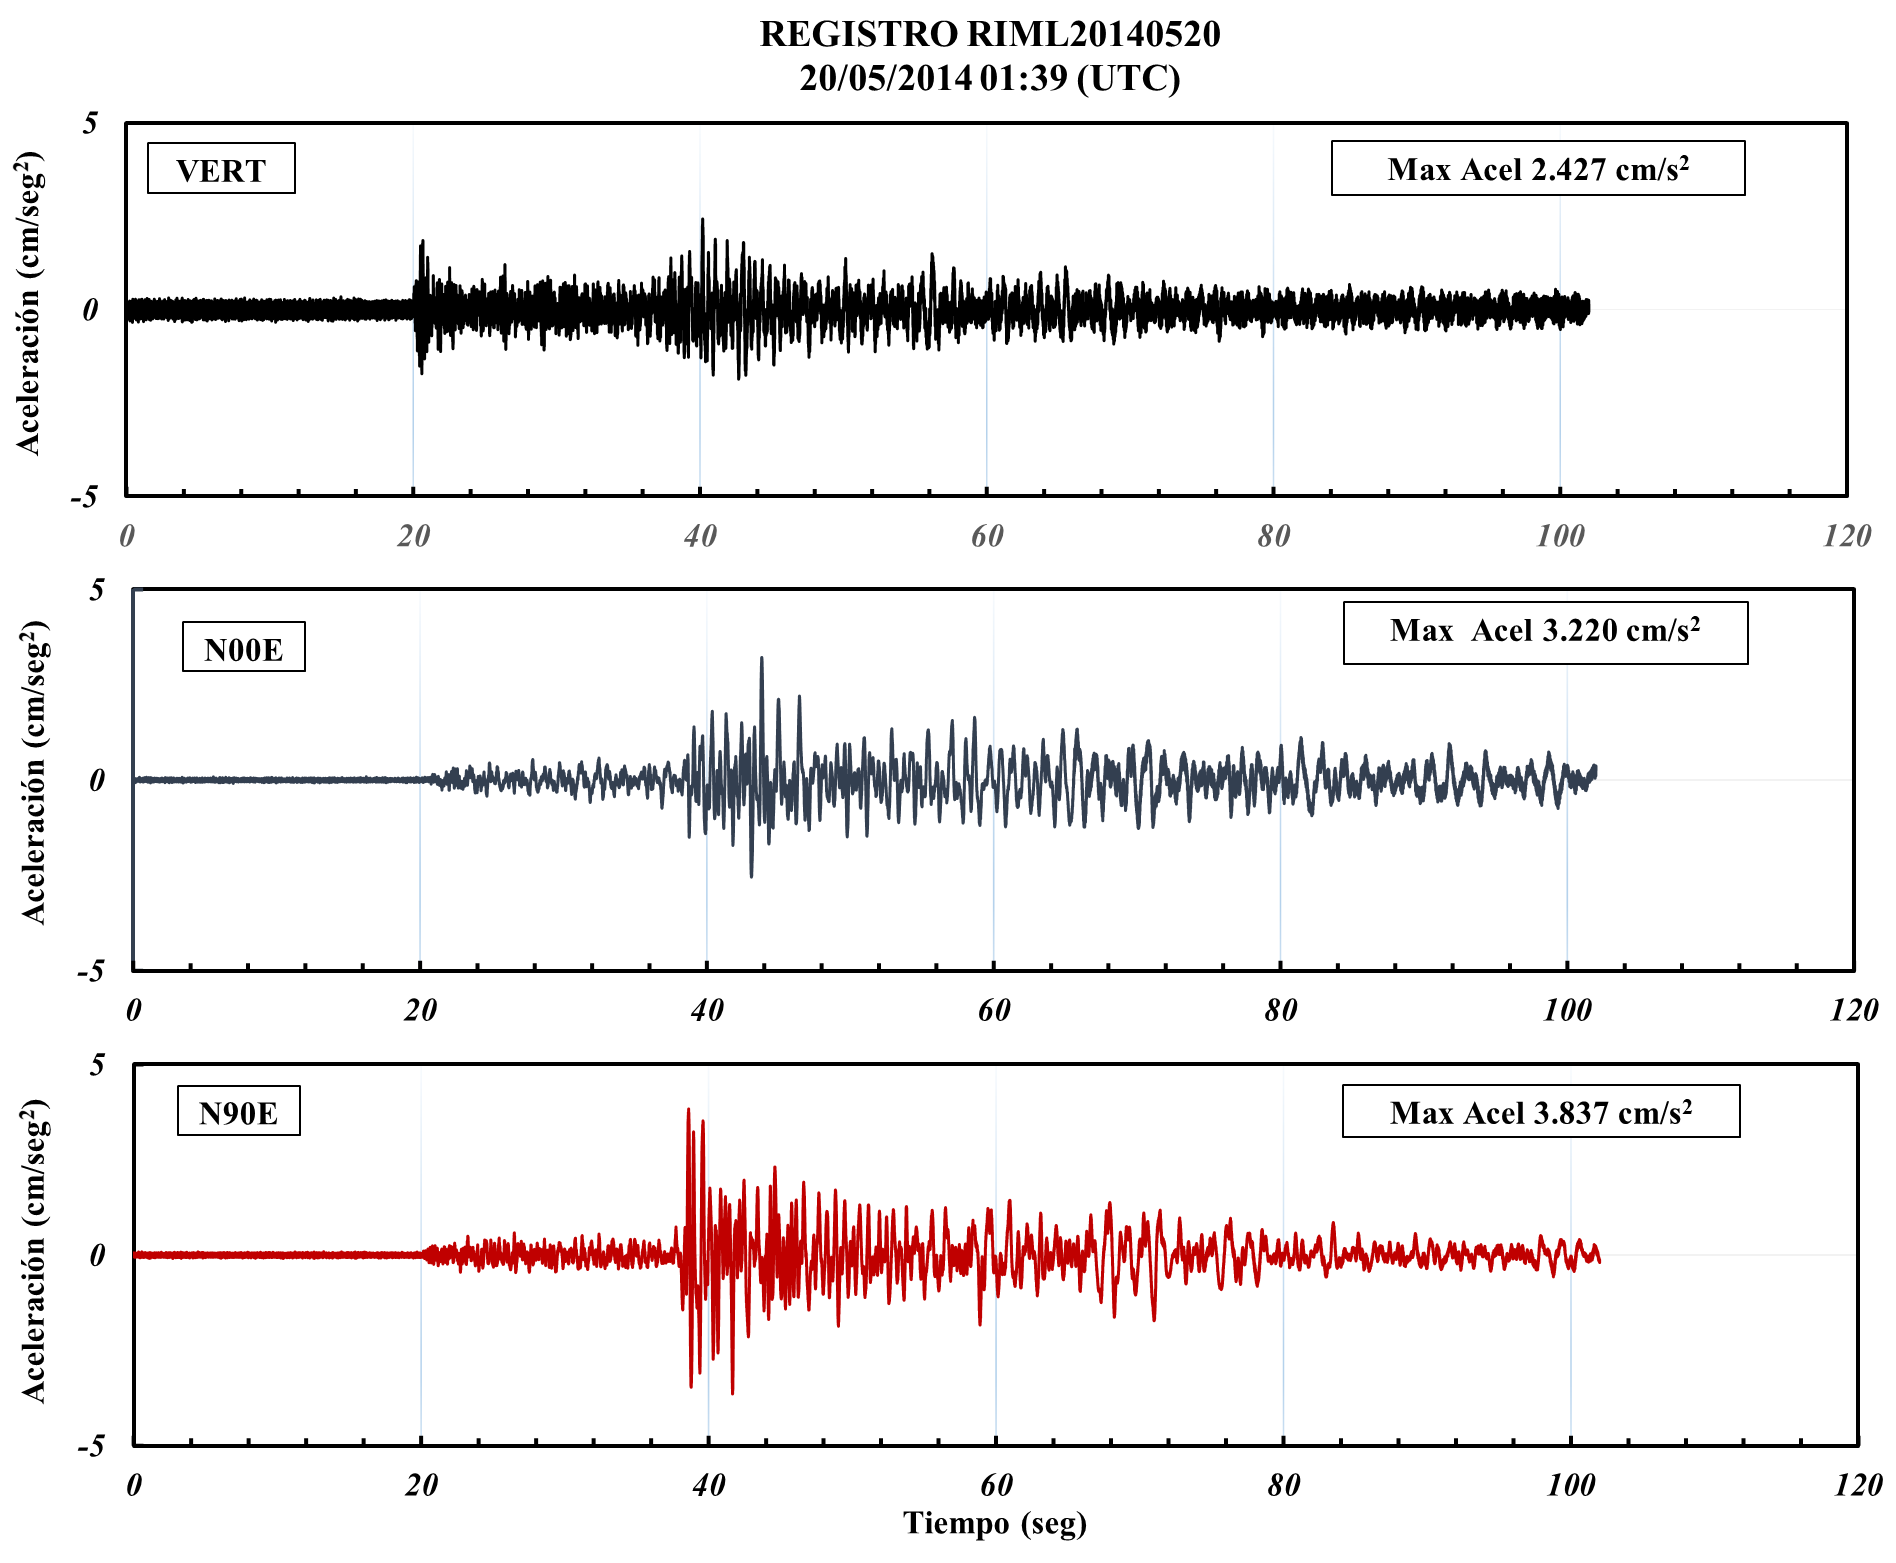 REGISTRO RIML20140520
20/05/2014 01:39 (UTC)
Aceleración (cm/seg²)
5
0
-5
VERT
Max Acel 2.427 cm/s²
0 20 40 60 80 100 120
Aceleración (cm/seg²)
5
0
-5
N00E
Max Acel 3.220 cm/s²
0 20 40 60 80 100 120
Aceleración (cm/seg²)
5
0
-5
N90E
Max Acel 3.837 cm/s²
0 20 40 60 80 100 120
Tiempo (seg)